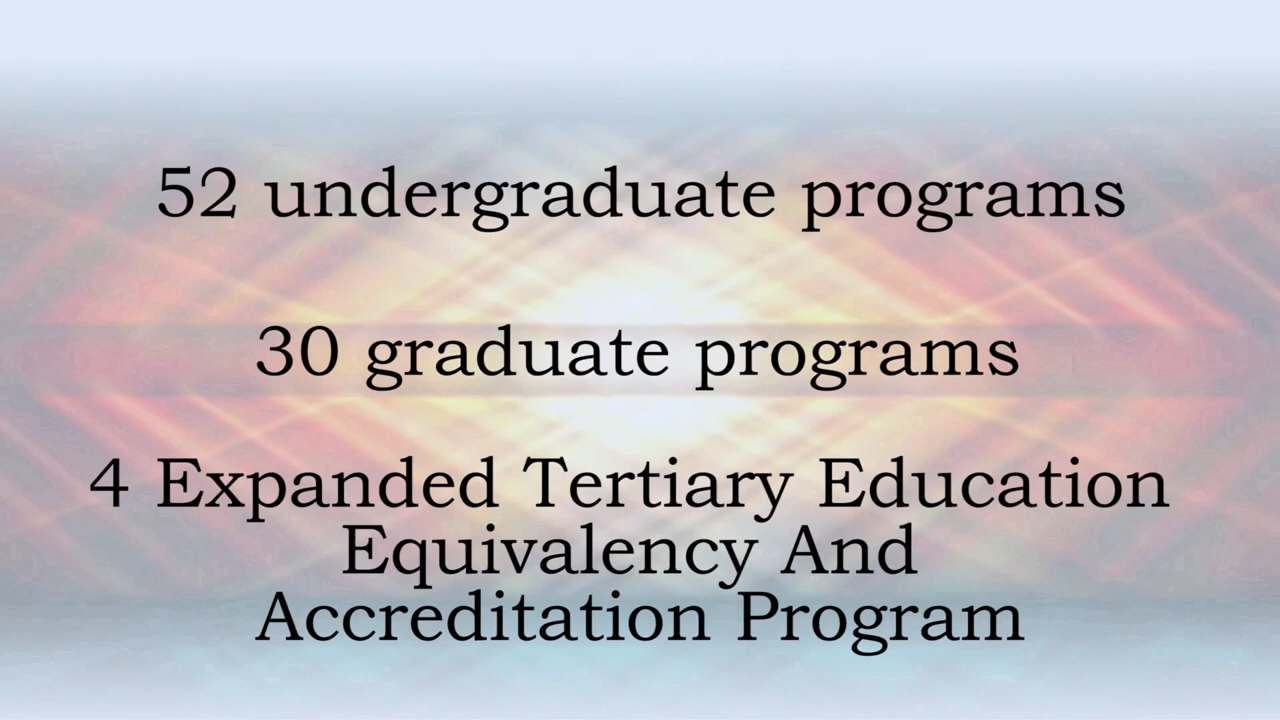 52 undergraduate programs
30 graduate programs
4 Expanded Tertiary Education
Equivalency And
Accreditation Program